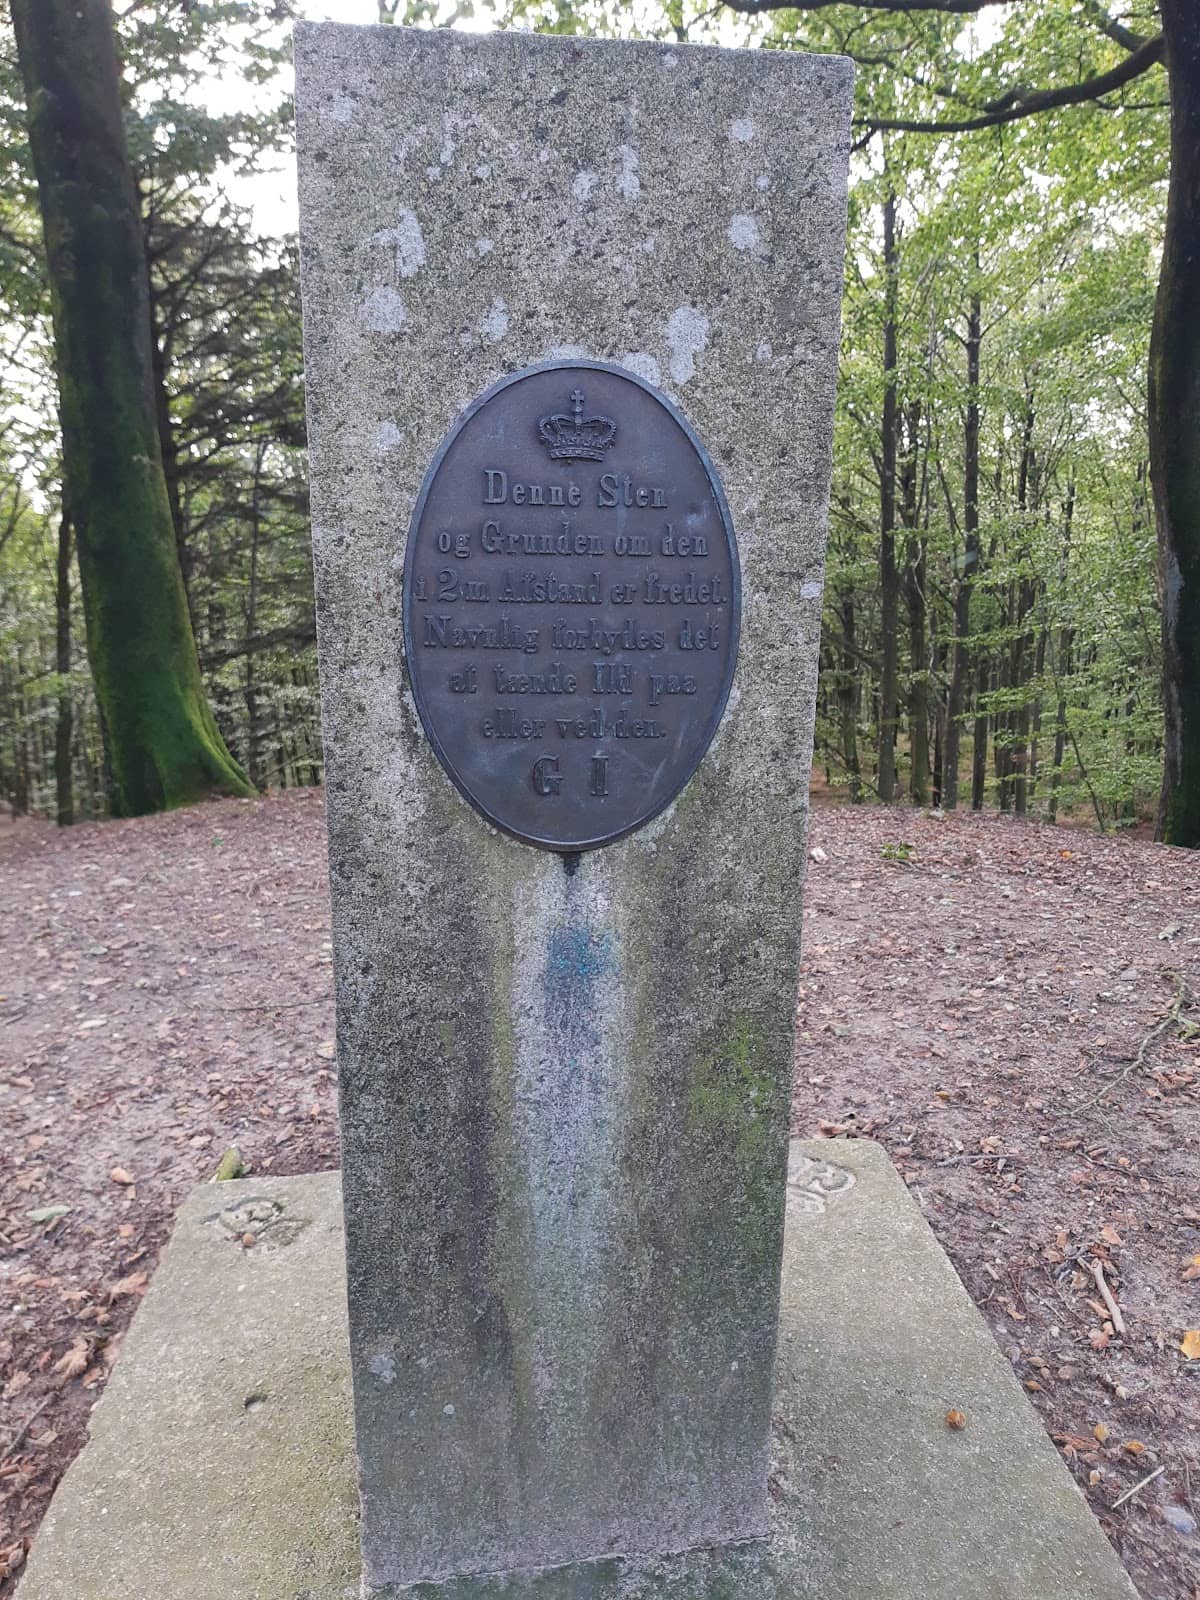 Denne Sten
og Grunden om den
i 2 m Afstand er fredet.
Navnlig forbydes det
at tænde Ild paa
eller ved den.
G I